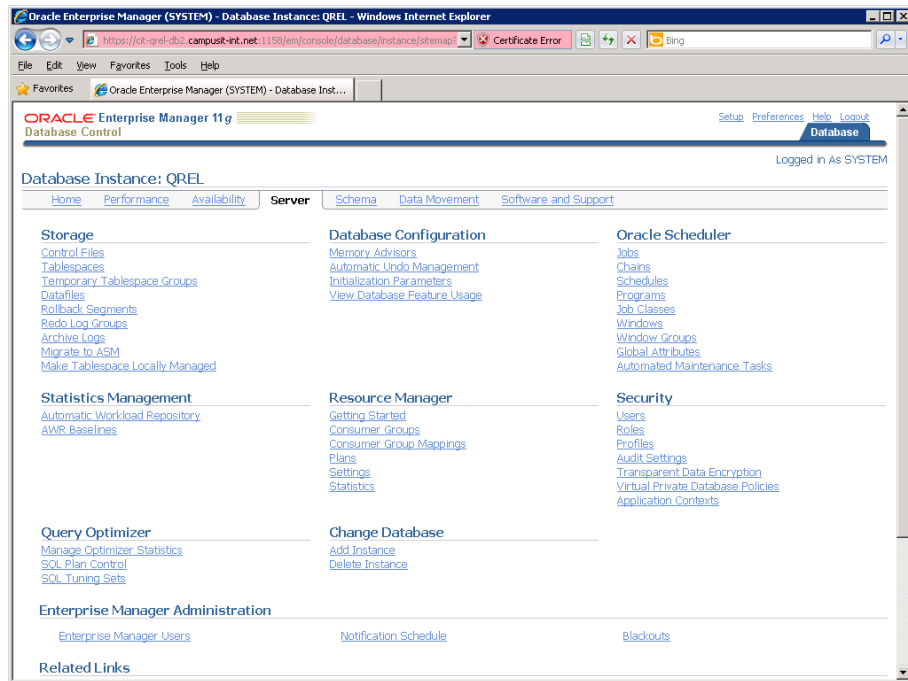 Oracle Enterprise Manager (SYSTEM) - Database Instance: QREL - Windows Internet Explorer
https://cit-qrel-db2.campusit-int.net:1158/em/console/database/instance/sitemap? Certificate Error Bing
File Edit View Favorites Tools Help
Favorites Oracle Enterprise Manager (SYSTEM) - Database Inst...
ORACLE Enterprise Manager 11g
Database Control
Setup Preferences Help Logout
Database
Logged in As SYSTEM
Database Instance: QREL
Home Performance Availability Server Schema Data Movement Software and Support
Storage
Control Files
Tablespaces
Temporary Tablespace Groups
Datafiles
Rollback Segments
Redo Log Groups
Archive Logs
Migrate to ASM
Make Tablespace Locally Managed
Database Configuration
Memory Advisors
Automatic Undo Management
Initialization Parameters
View Database Feature Usage
Oracle Scheduler
Jobs
Chains
Schedules
Programs
Job Classes
Windows
Window Groups
Global Attributes
Automated Maintenance Tasks
Statistics Management
Automatic Workload Repository
AWR Baselines
Resource Manager
Getting Started
Consumer Groups
Consumer Group Mappings
Plans
Settings
Statistics
Security
Users
Roles
Profiles
Audit Settings
Transparent Data Encryption
Virtual Private Database Policies
Application Contexts
Query Optimizer
Manage Optimizer Statistics
SQL Plan Control
SQL Tuning Sets
Change Database
Add Instance
Delete Instance
Enterprise Manager Administration
Enterprise Manager Users Notification Schedule Blackouts
Related Links